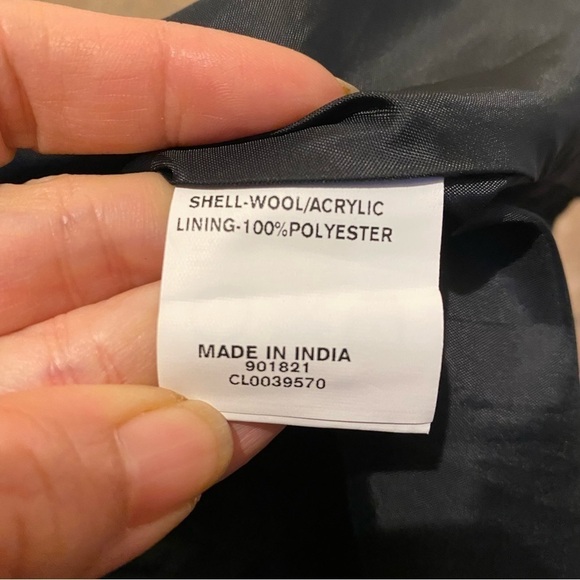 SHELL-WOOL/ACRYLIC
LINING-100%POLYESTER
MADE IN INDIA
901821
CL0039570